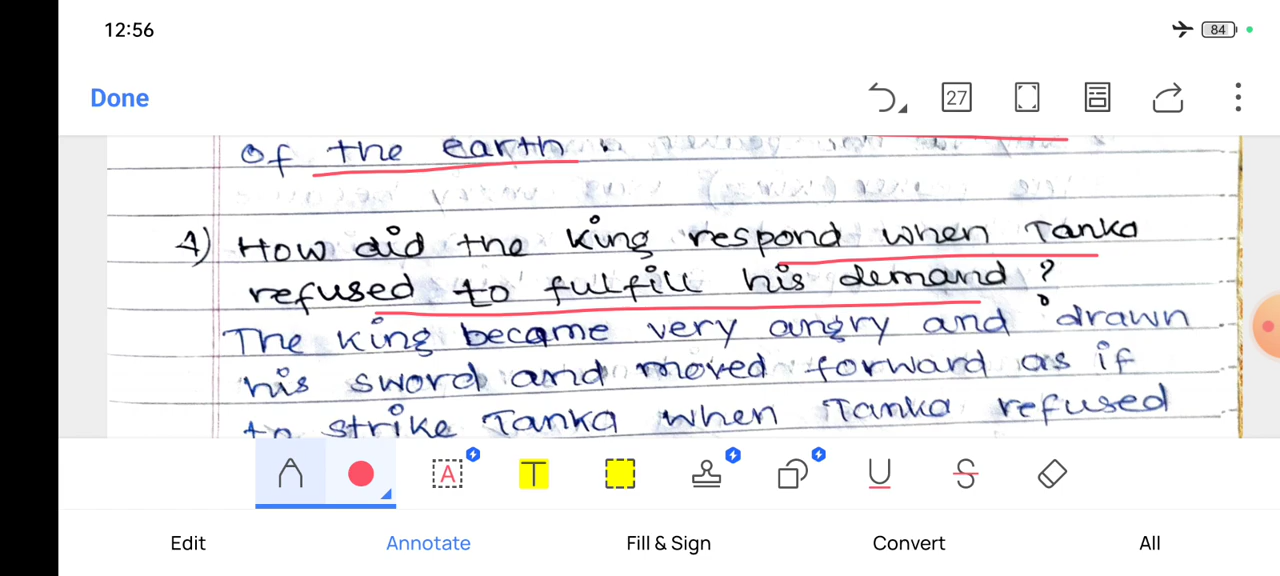 12:56
84
Done
27
of the earth
4) How did the King respond when Tanka
refused to fulfill his demand ?
The King became very angry and drawn
his sword and moved forward as if
to strike Tanka when Tanka refused
A
T
U
S
Edit
Annotate
Fill & Sign
Convert
All